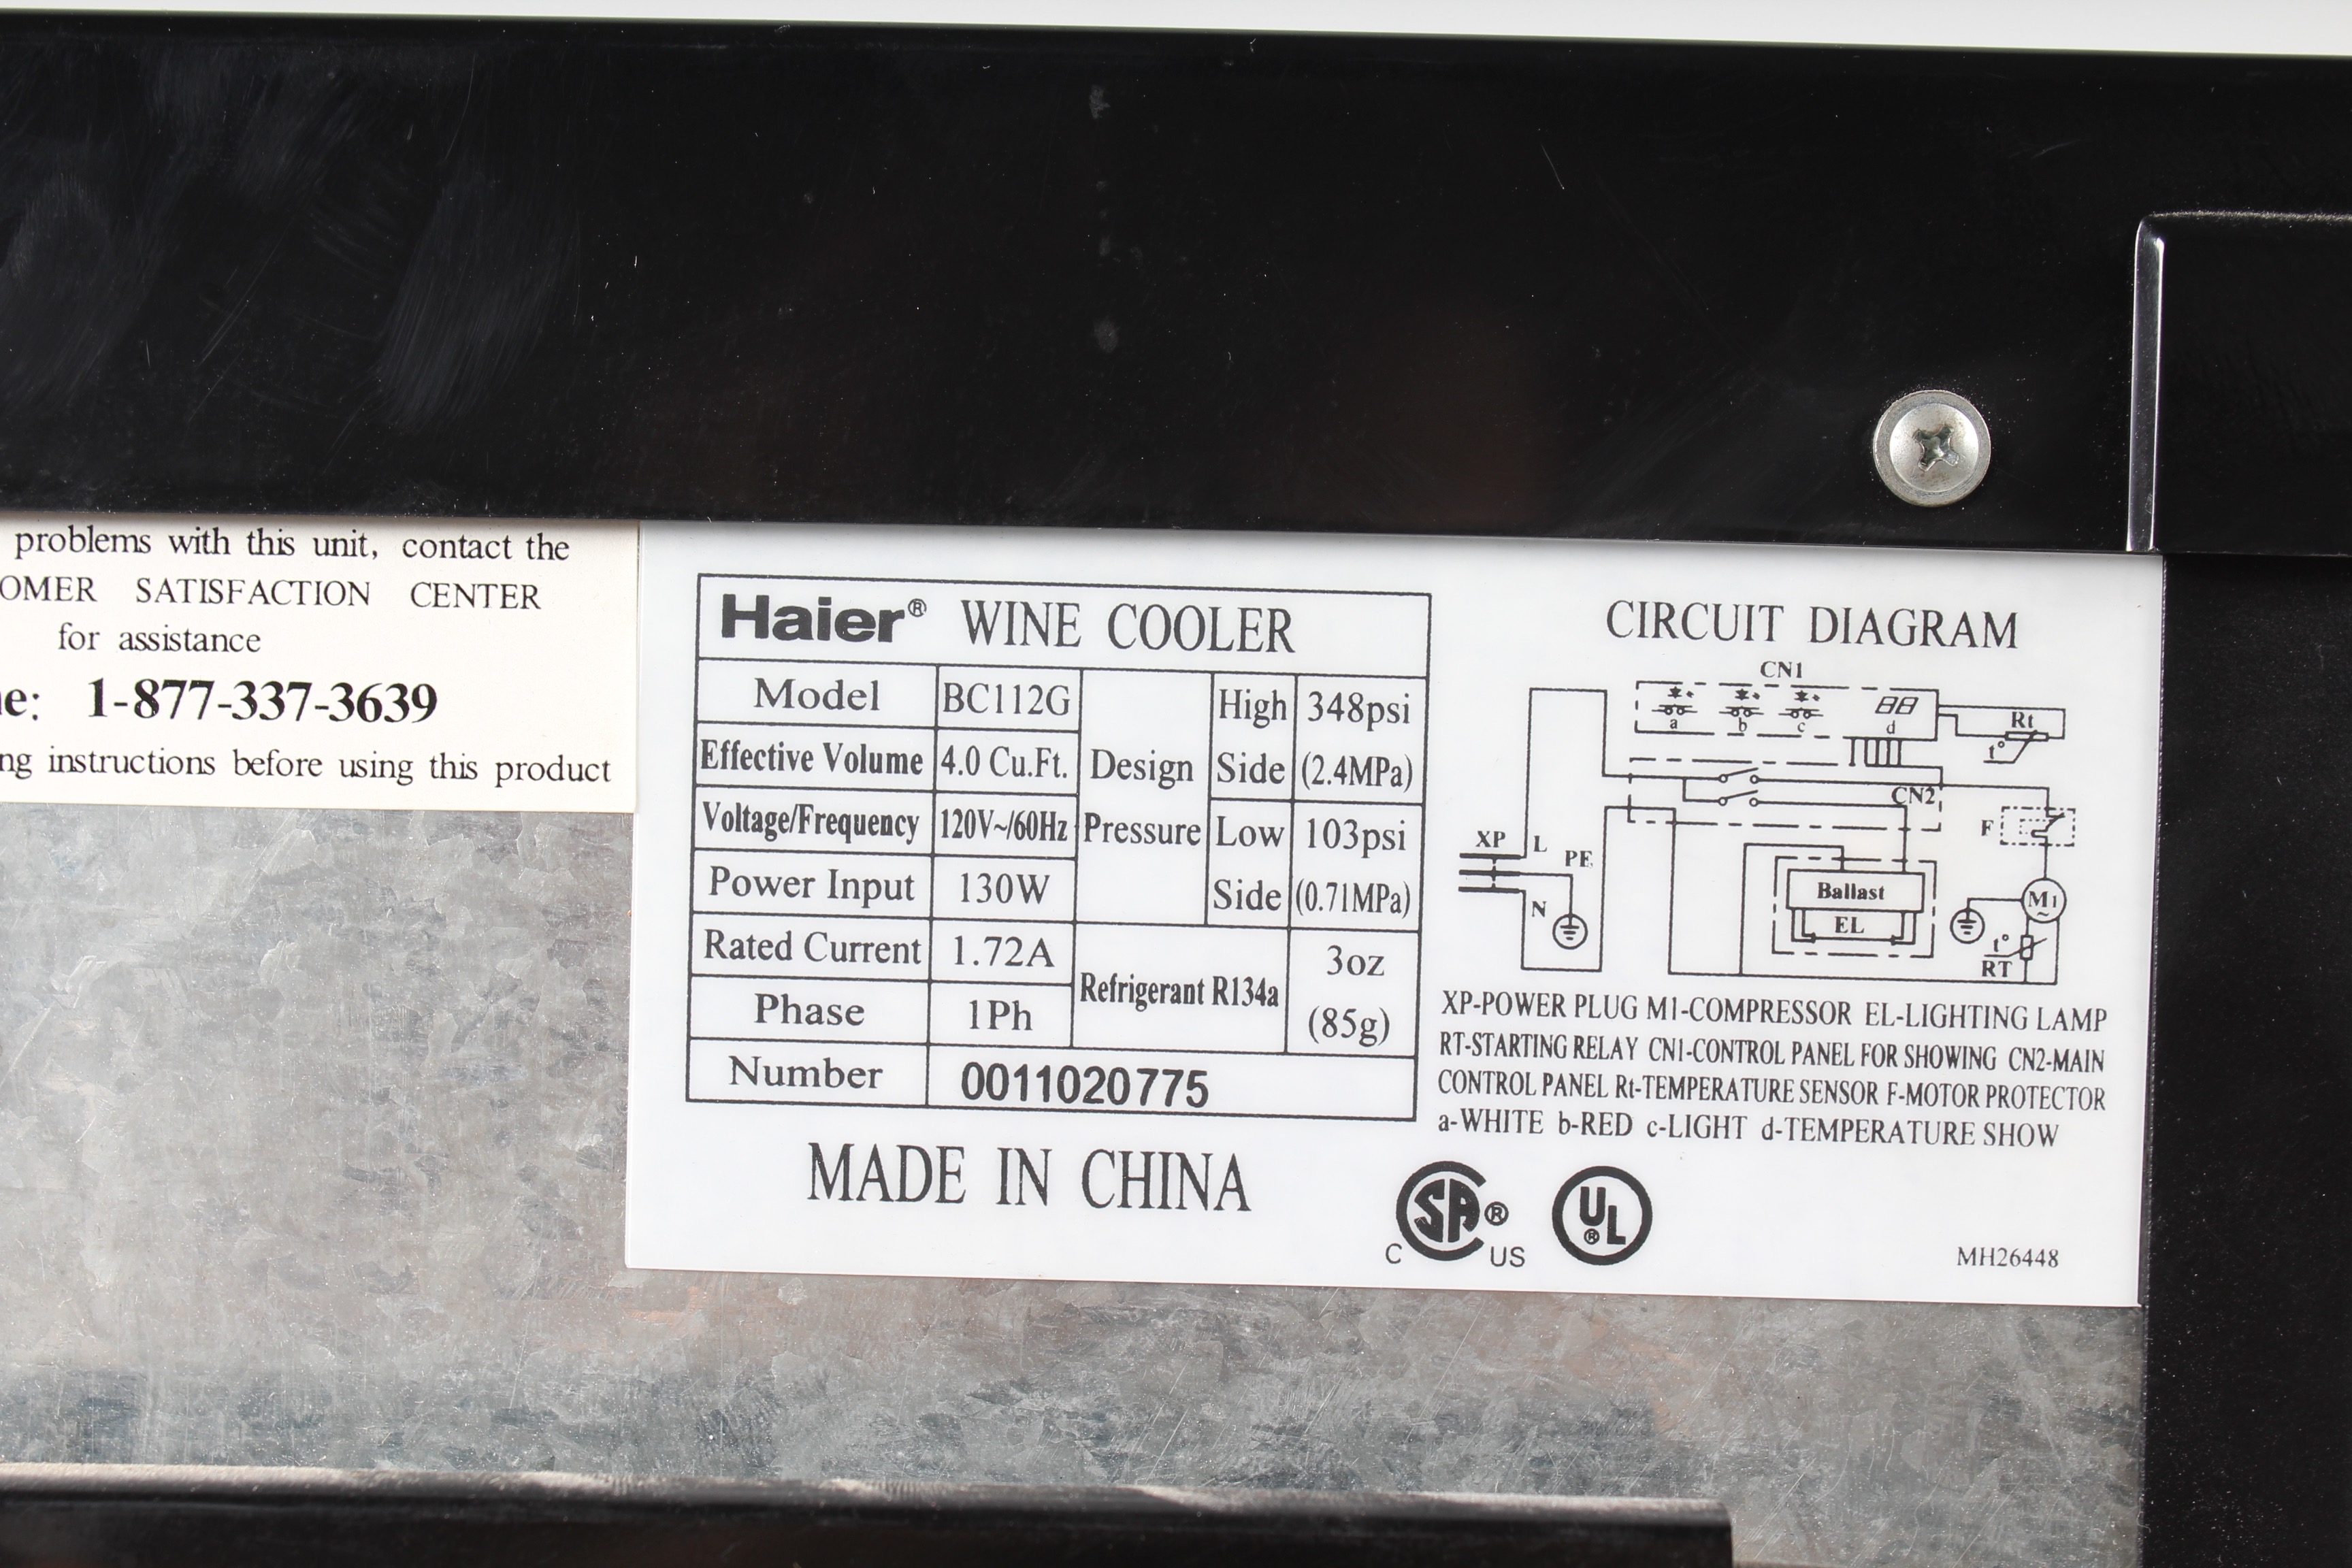 problems with this unit, contact the
OMER SATISFACTION CENTER
for assistance
e: 1-877-337-3639
ng instructions before using this product
Haier® WINE COOLER
Model BC112G
Effective Volume 4.0 Cu.Ft.
Voltage/Frequency 120V~/60Hz
Power Input 130W
Rated Current 1.72A
Phase 1Ph
Design Pressure
High Side 348psi (2.4MPa)
Low Side 103psi (0.71MPa)
Refrigerant R134a 3oz (85g)
Number 0011020775
MADE IN CHINA
CIRCUIT DIAGRAM
CN1
a b c d
88
Rt
t°
CN2
F
XP L PE
N
Ballast
EL
M1
~
t°
RT
XP-POWER PLUG M1-COMPRESSOR EL-LIGHTING LAMP
RT-STARTING RELAY CN1-CONTROL PANEL FOR SHOWING CN2-MAIN
CONTROL PANEL Rt-TEMPERATURE SENSOR F-MOTOR PROTECTOR
a-WHITE b-RED c-LIGHT d-TEMPERATURE SHOW
C SA® US
UL®
MH26448